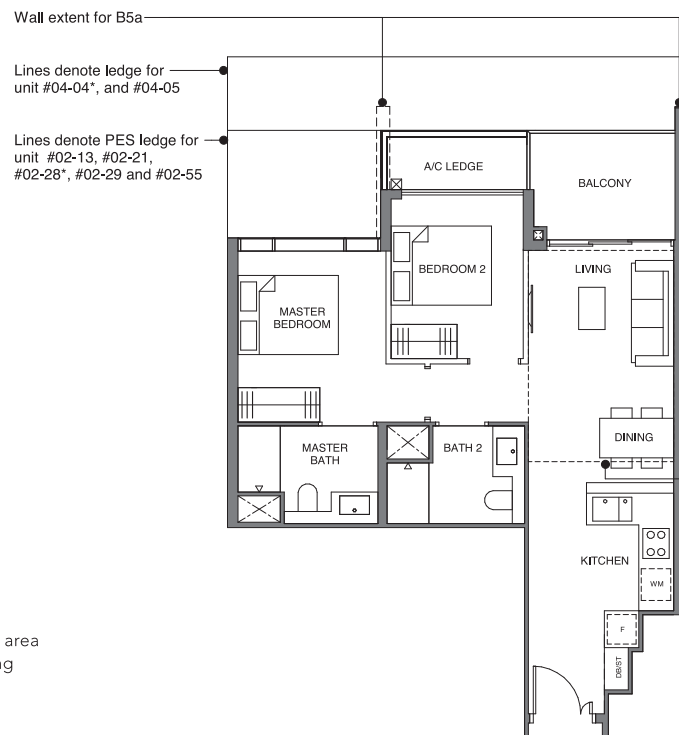 Wall extent for B5a
Lines denote ledge for
unit #04-04*, and #04-05
Lines denote PES ledge for
unit #02-13, #02-21,
#02-28*, #02-29 and #02-55
A/C LEDGE
BALCONY
BEDROOM 2
LIVING
MASTER
BEDROOM
DINING
MASTER
BATH
BATH 2
KITCHEN
WM
F
DB/ST
area
ng